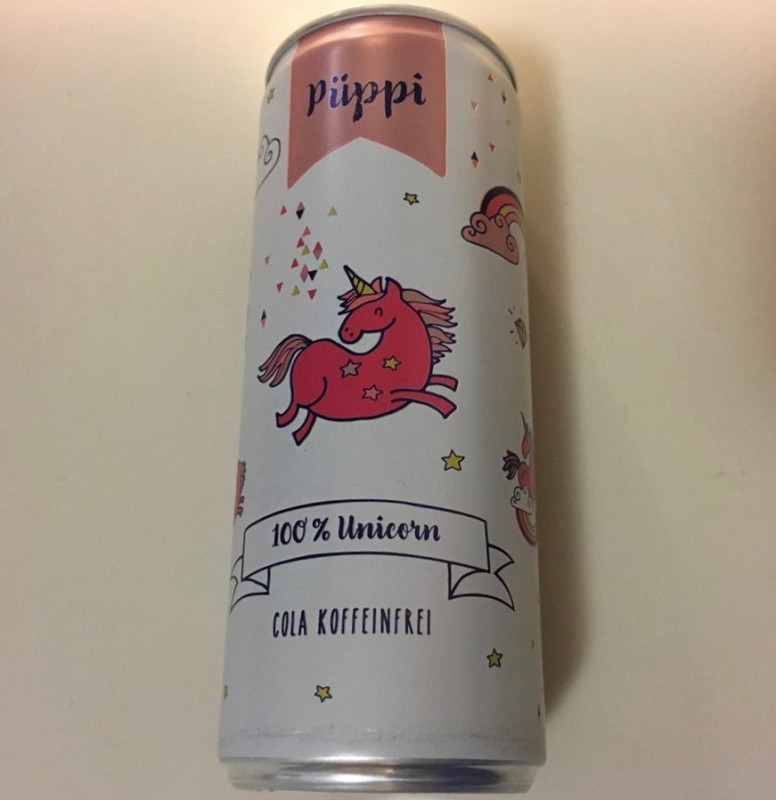 püppi
100 % Unicorn
COLA KOFFEINFREI